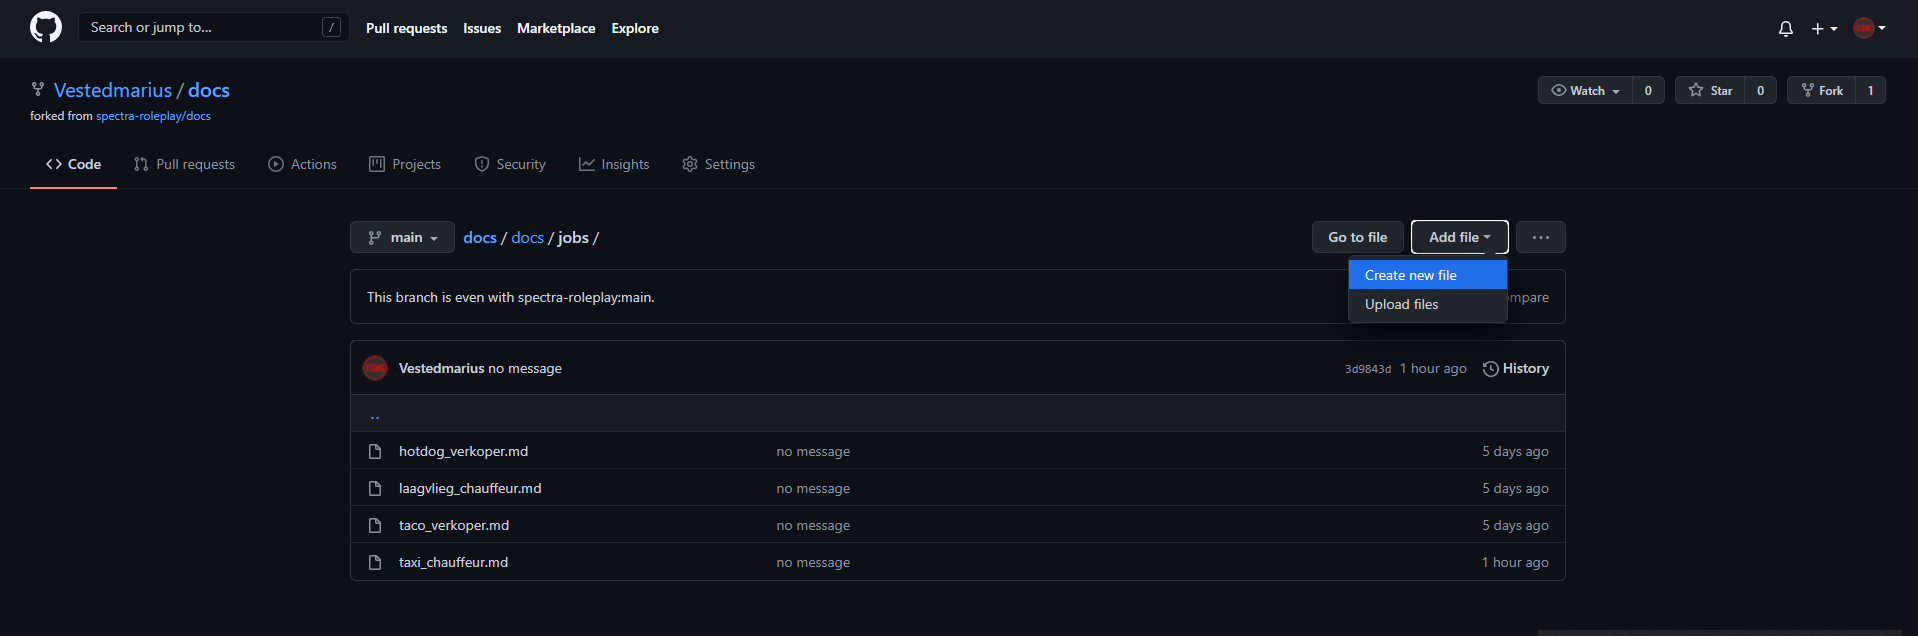 Search or jump to... / Pull requests Issues Marketplace Explore
Vestedmarius / docs Watch 0 Star 0 Fork 1
forked from spectra-roleplay/docs
Code Pull requests Actions Projects Security Insights Settings
main docs / docs / jobs / Go to file Add file ...
Create new file
This branch is even with spectra-roleplay:main. mpare
Upload files
Vestedmarius no message 3d9843d 1 hour ago History
..
hotdog_verkoper.md no message 5 days ago
laagvlieg_chauffeur.md no message 5 days ago
taco_verkoper.md no message 5 days ago
taxi_chauffeur.md no message 1 hour ago